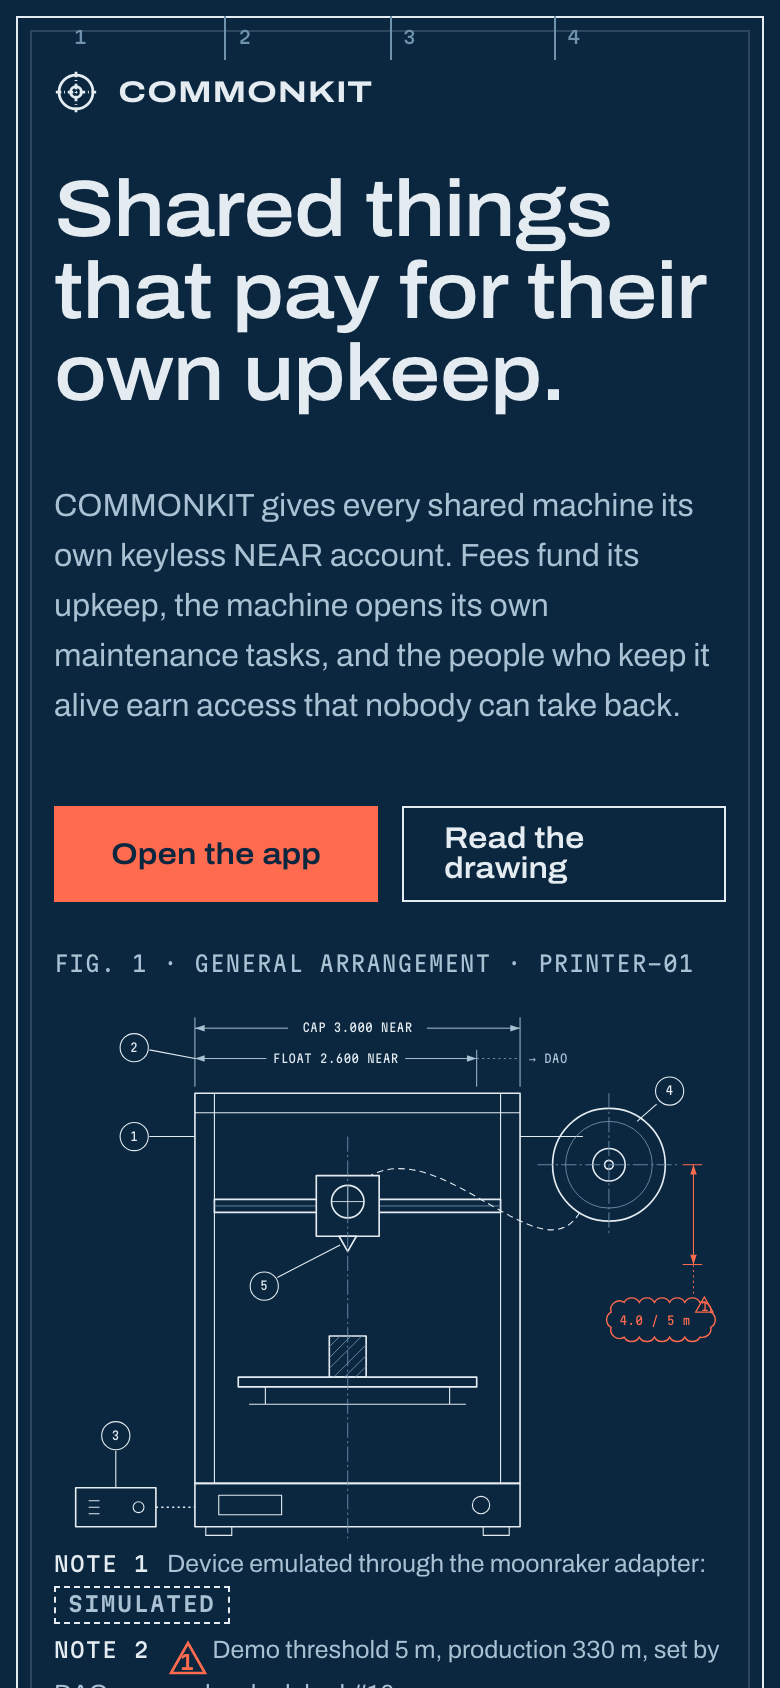 1 2 3 4
COMMONKIT
Shared things
that pay for their
own upkeep.
COMMONKIT gives every shared machine its
own keyless NEAR account. Fees fund its
upkeep, the machine opens its own
maintenance tasks, and the people who keep it
alive earn access that nobody can take back.
Open the app
Read the
drawing
FIG. 1 · GENERAL ARRANGEMENT · PRINTER-01
CAP 3.000 NEAR
2
FLOAT 2.600 NEAR → DAO
4
1
5
1
4.0 / 5 m
3
NOTE 1 Device emulated through the moonraker adapter:
SIMULATED
NOTE 2 1 Demo threshold 5 m, production 330 m, set by